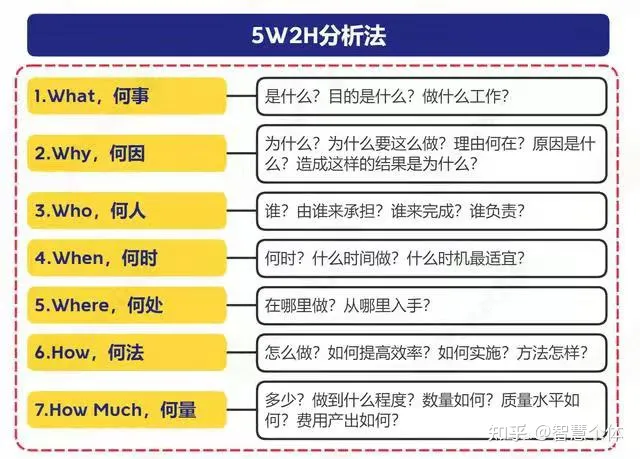 5W2H分析法
1.What，何事
是什么？目的是什么？做什么工作？
2.Why，何因
为什么？为什么要这么做？理由何在？原因是什
么？造成这样的结果是为什么？
3.Who，何人
谁？由谁来承担？谁来完成？谁负责？
4.When，何时
何时？什么时间做？什么时机最适宜？
5.Where，何处
在哪里做？从哪里入手？
6.How，何法
怎么做？如何提高效率？如何实施？方法怎样？
7.How Much，何量
多少？做到什么程度？数量如何？质量水平如
何？费用产出如何？
知乎 @智慧个体